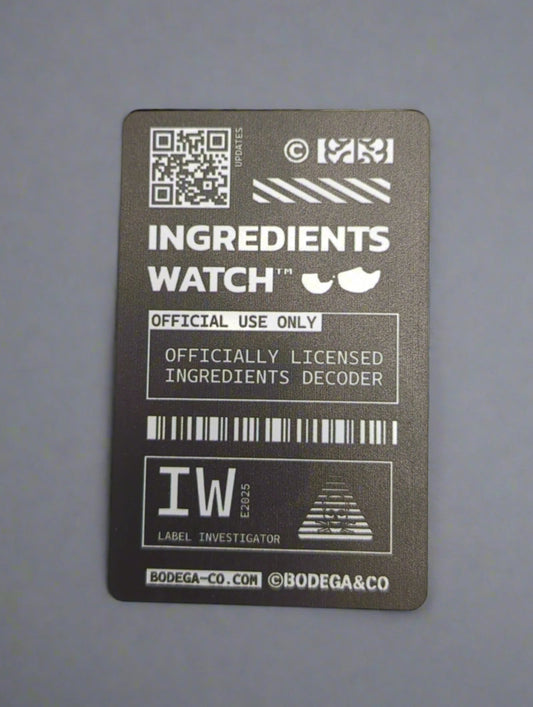 UPDATES
©
INGREDIENTS
WATCH™
OFFICIAL USE ONLY
OFFICIALLY LICENSED
INGREDIENTS DECODER
IW
E2025
LABEL INVESTIGATOR
BODEGA-CO.COM ©BODEGA&CO